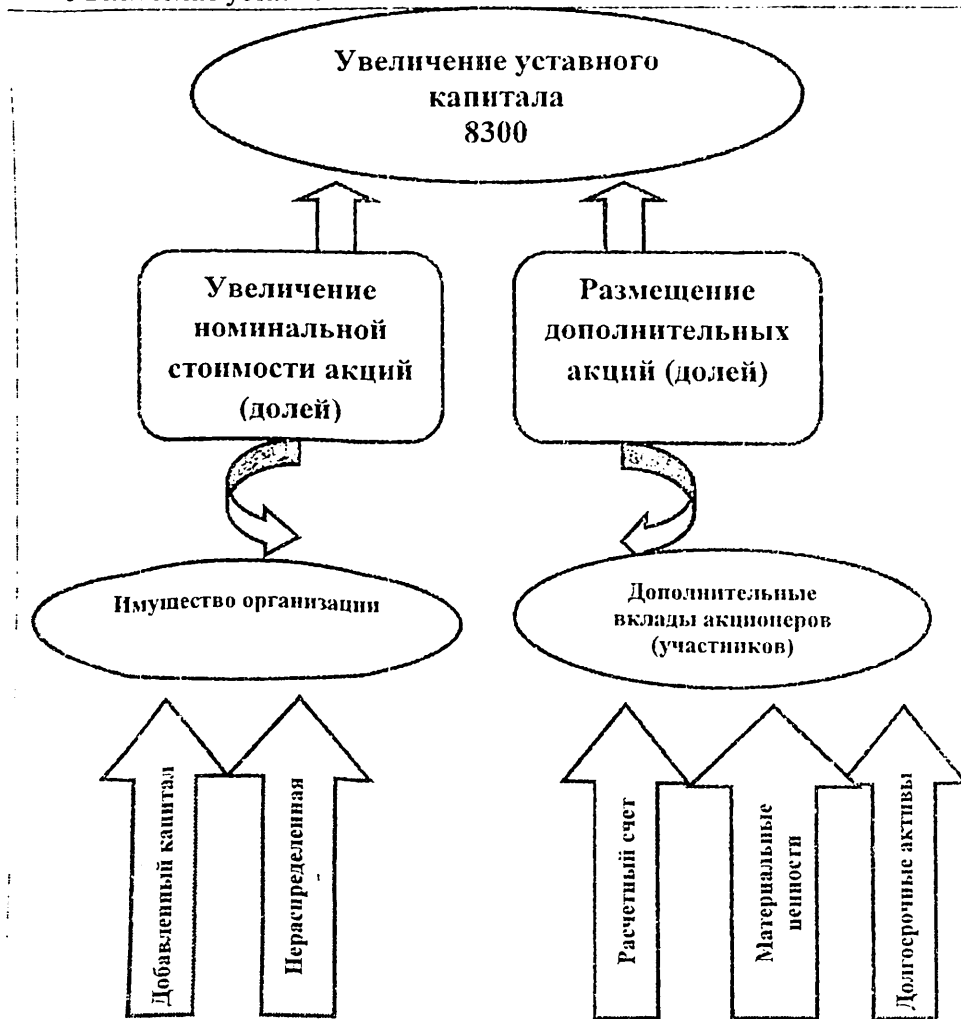 Увеличение уставного
капитала
8300
Увеличение
номинальной
стоимости акций
(долей)
Размещение
дополнительных
акций (долей)
Имущество организации
Дополнительные
вклады акционеров
(участников)
Добавленный капитал
Нераспределенная
Расчетный счет
Материальные
ценности
Долгосрочные активы